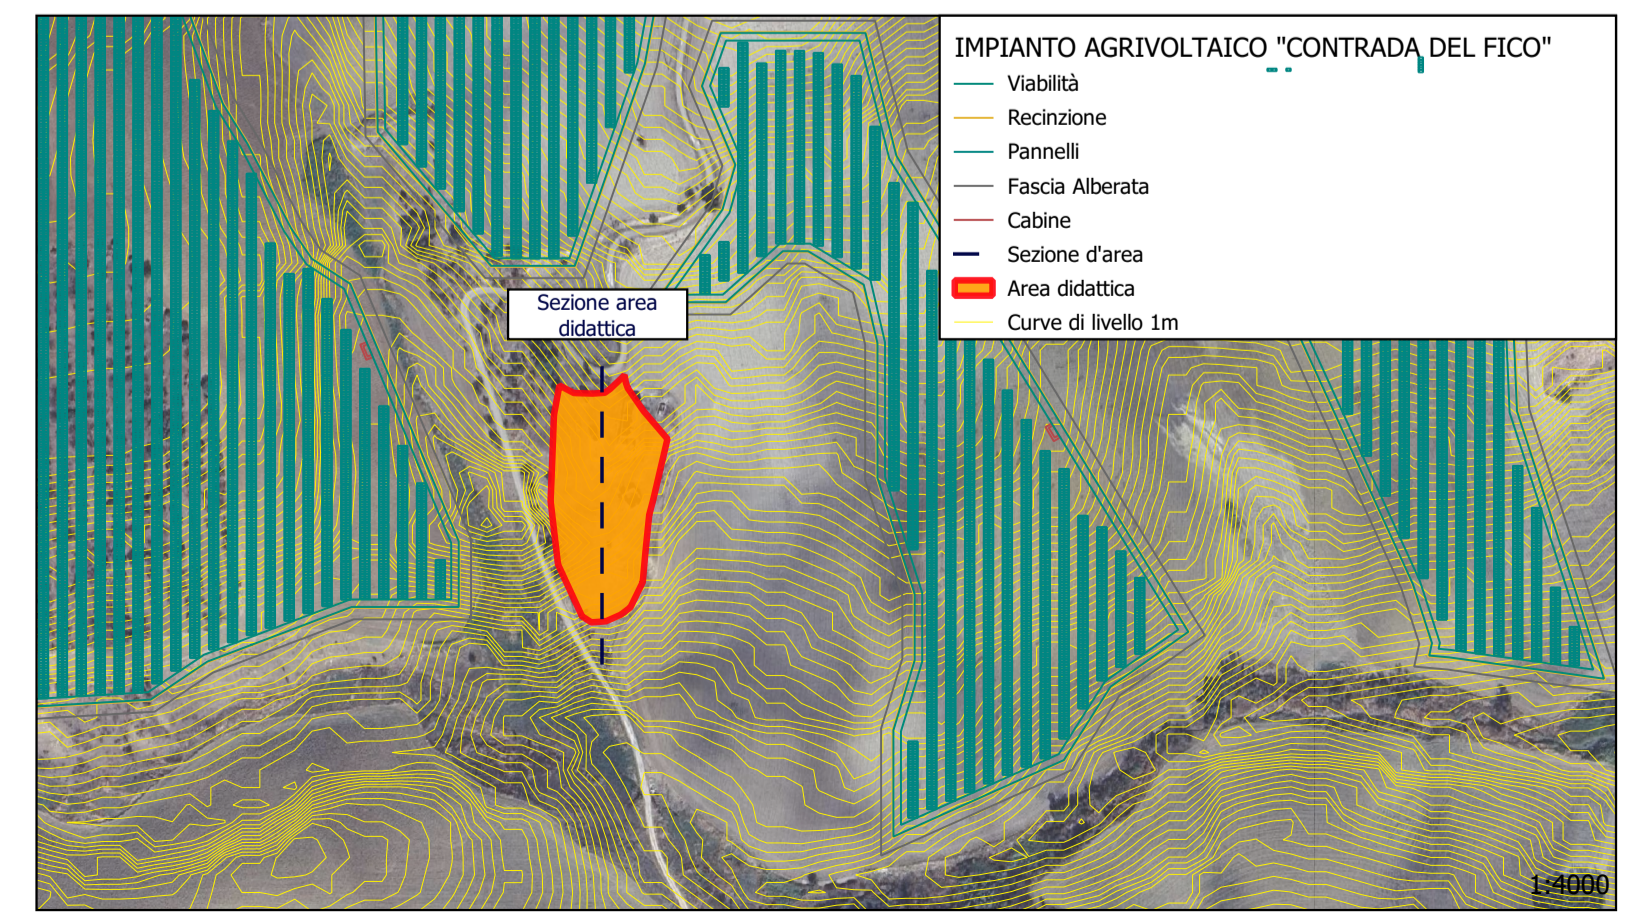 IMPIANTO AGRIVOLTAICO "CONTRADA DEL FICO"
Viabilità
Recinzione
Pannelli
Fascia Alberata
Cabine
Sezione d'area
Area didattica
Curve di livello 1m
Sezione area
didattica
1:4000